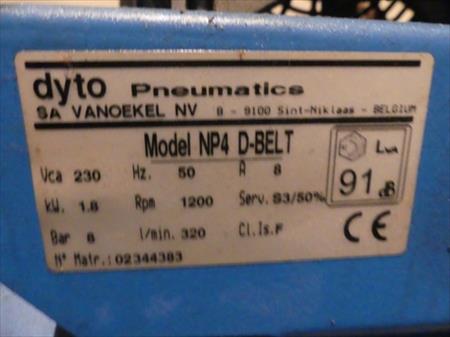 dyto Pneumatics
SA VANOEKEL NV B - 9100 Sint-Niklaas - BELGIUM
Model NP4 D-BELT
Vca 230 Hz. 50 A 8
kW. 1.8 Rpm 1200 Serv. S3/50%
Bar 8 l/min. 320 Cl.Is.F
N° Matr.:02344383
Lwa
91 dB
CE